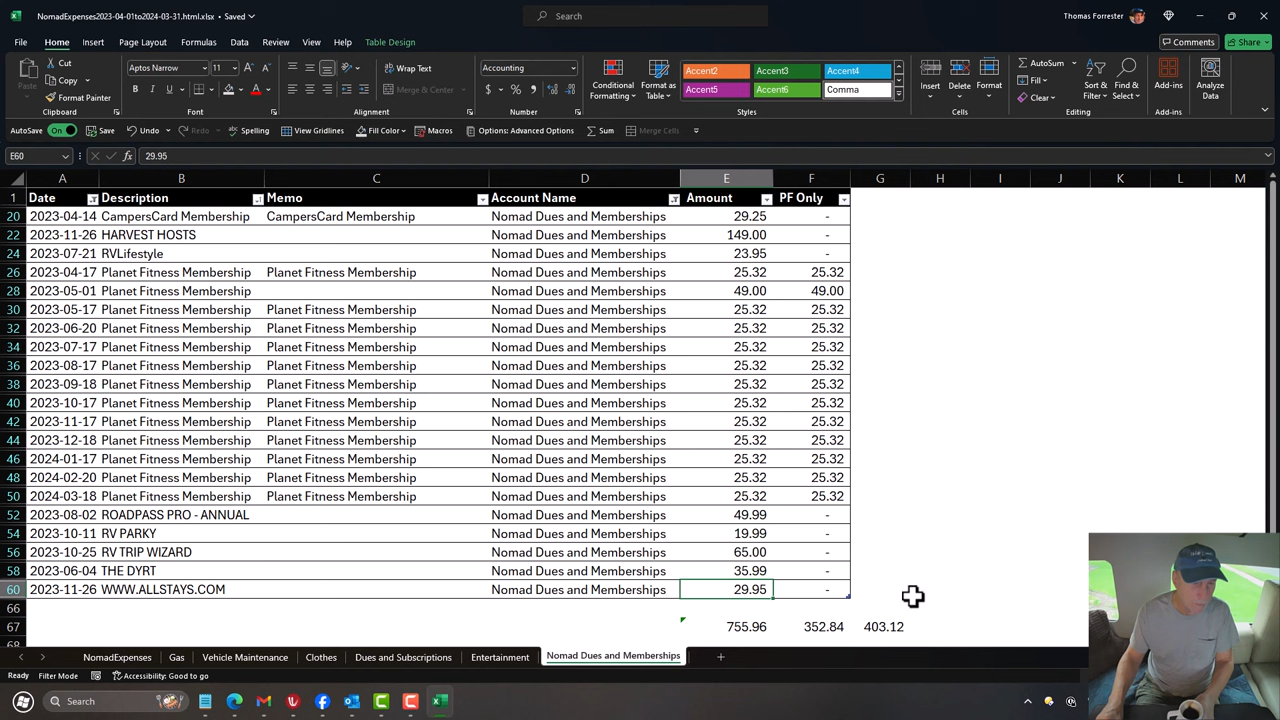 NomadExpenses2023-04-01to2024-03-31.html.xlsx • Saved
Search
Thomas Forrester
File Home Insert Page Layout Formulas Data Review View Help Table Design
Comments Share
Paste Cut Copy Format Painter Clipboard
Aptos Narrow 11 B I U A Font
Wrap Text Merge & Center Alignment
Accounting $ % Number
Conditional Formatting Format as Table
Accent2 Accent3 Accent4
Accent5 Accent6 Comma
Styles
Insert Delete Format Cells
AutoSum Fill Clear Sort & Filter Find & Select Editing
Add-ins Add-ins
Analyze Data
AutoSave On Save Undo Redo Spelling View Gridlines Fill Color Macros Options: Advanced Options Sum Merge Cells
E60 fx 29.95
A B C D E F G H I J K L M
1 Date Description Memo Account Name Amount PF Only
20 2023-04-14 CampersCard Membership CampersCard Membership Nomad Dues and Memberships 29.25 -
22 2023-11-26 HARVEST HOSTS Nomad Dues and Memberships 149.00 -
24 2023-07-21 RVLifestyle Nomad Dues and Memberships 23.95 -
26 2023-04-17 Planet Fitness Membership Planet Fitness Membership Nomad Dues and Memberships 25.32 25.32
28 2023-05-01 Planet Fitness Membership Nomad Dues and Memberships 49.00 49.00
30 2023-05-17 Planet Fitness Membership Planet Fitness Membership Nomad Dues and Memberships 25.32 25.32
32 2023-06-20 Planet Fitness Membership Planet Fitness Membership Nomad Dues and Memberships 25.32 25.32
34 2023-07-17 Planet Fitness Membership Planet Fitness Membership Nomad Dues and Memberships 25.32 25.32
36 2023-08-17 Planet Fitness Membership Planet Fitness Membership Nomad Dues and Memberships 25.32 25.32
38 2023-09-18 Planet Fitness Membership Planet Fitness Membership Nomad Dues and Memberships 25.32 25.32
40 2023-10-17 Planet Fitness Membership Planet Fitness Membership Nomad Dues and Memberships 25.32 25.32
42 2023-11-17 Planet Fitness Membership Planet Fitness Membership Nomad Dues and Memberships 25.32 25.32
44 2023-12-18 Planet Fitness Membership Planet Fitness Membership Nomad Dues and Memberships 25.32 25.32
46 2024-01-17 Planet Fitness Membership Planet Fitness Membership Nomad Dues and Memberships 25.32 25.32
48 2024-02-20 Planet Fitness Membership Planet Fitness Membership Nomad Dues and Memberships 25.32 25.32
50 2024-03-18 Planet Fitness Membership Planet Fitness Membership Nomad Dues and Memberships 25.32 25.32
52 2023-08-02 ROADPASS PRO - ANNUAL Nomad Dues and Memberships 49.99 -
54 2023-10-11 RV PARKY Nomad Dues and Memberships 19.99 -
56 2023-10-25 RV TRIP WIZARD Nomad Dues and Memberships 65.00 -
58 2023-06-04 THE DYRT Nomad Dues and Memberships 35.99 -
60 2023-11-26 WWW.ALLSTAYS.COM Nomad Dues and Memberships 29.95 -
66
67 755.96 352.84 403.12
68
NomadExpenses Gas Vehicle Maintenance Clothes Dues and Subscriptions Entertainment Nomad Dues and Memberships
Ready Filter Mode Accessibility: Good to go
Search